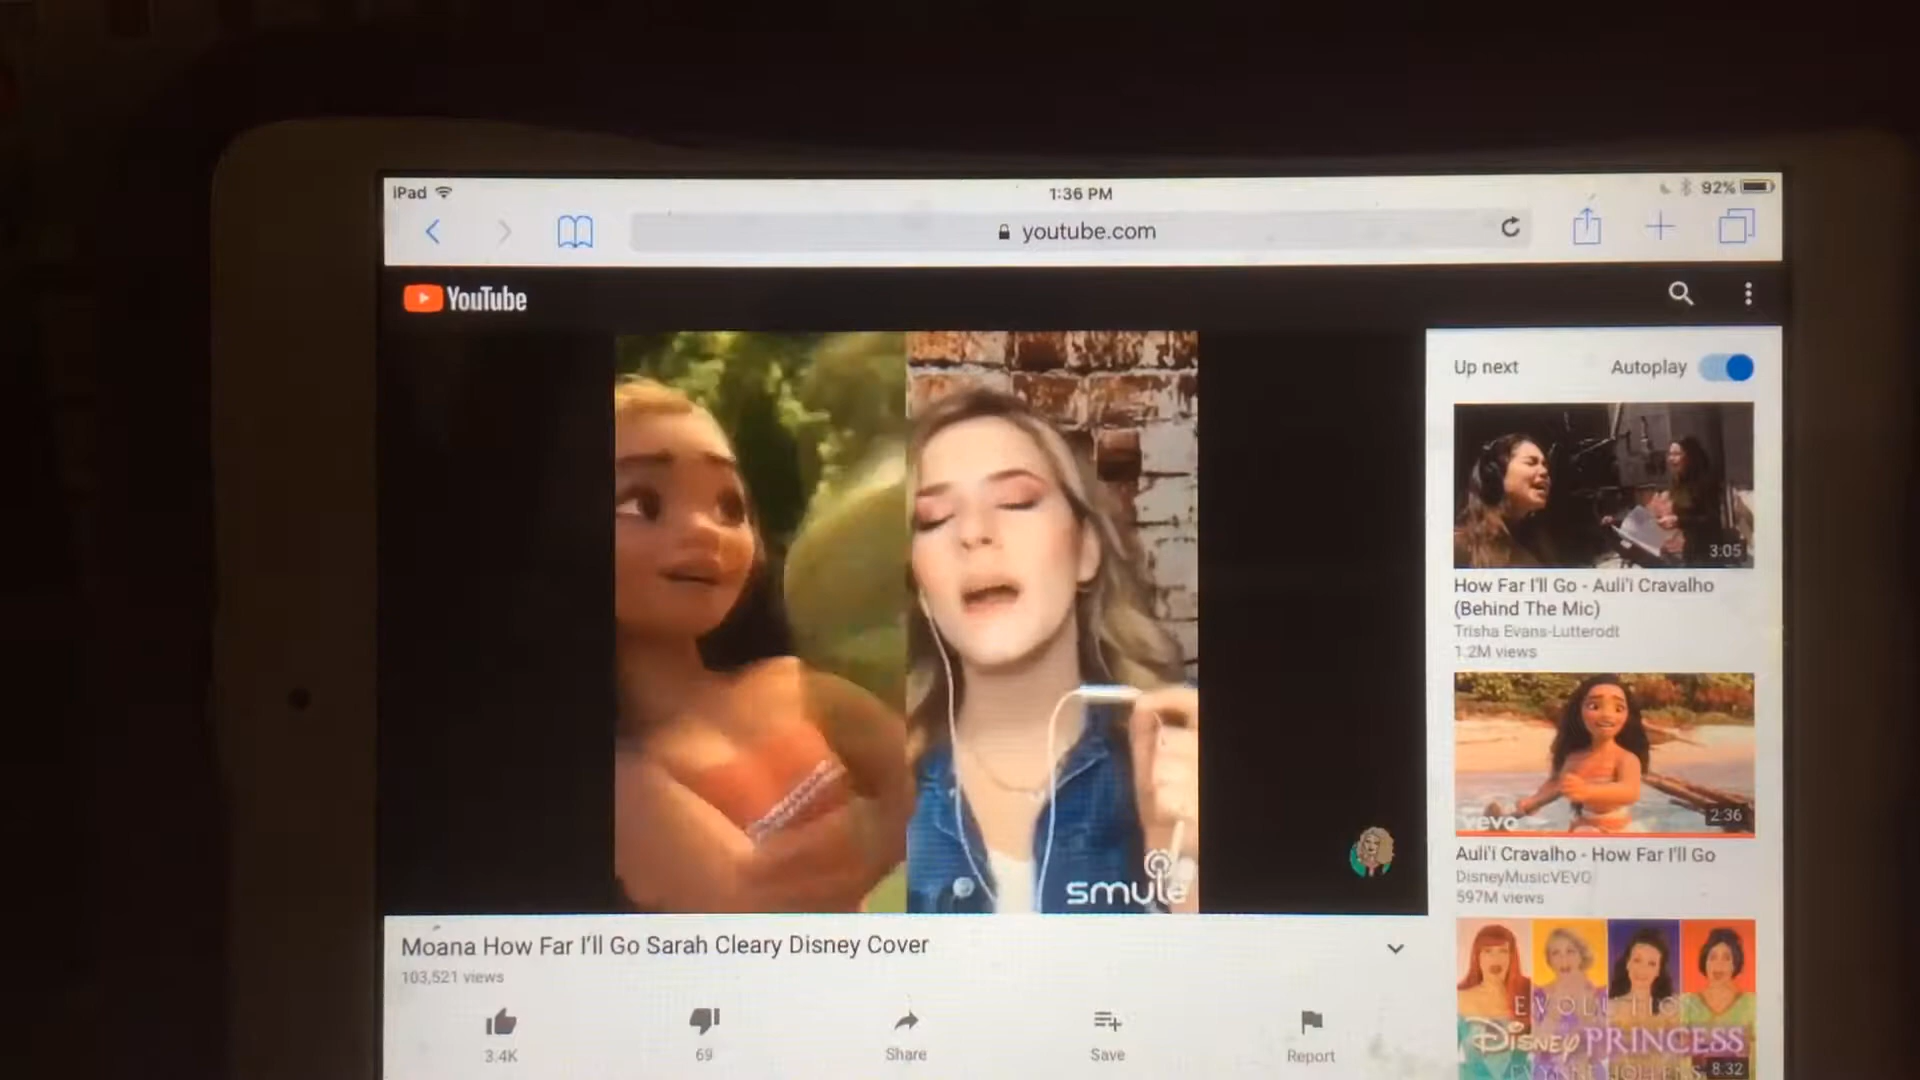 iPad
1:36 PM
92%
youtube.com
YouTube
Up next
Autoplay
3:05
How Far I'll Go - Auli'i Cravalho
(Behind The Mic)
Trisha Evans-Lutterodt
1.2M views
vevo
2:36
Auli'i Cravalho - How Far I'll Go
DisneyMusicVEVO
597M views
EVOLUTION
DISNEY PRINCESS
8:32
smule
Moana How Far I'll Go Sarah Cleary Disney Cover
103,521 views
3.4K
69
Share
Save
Report